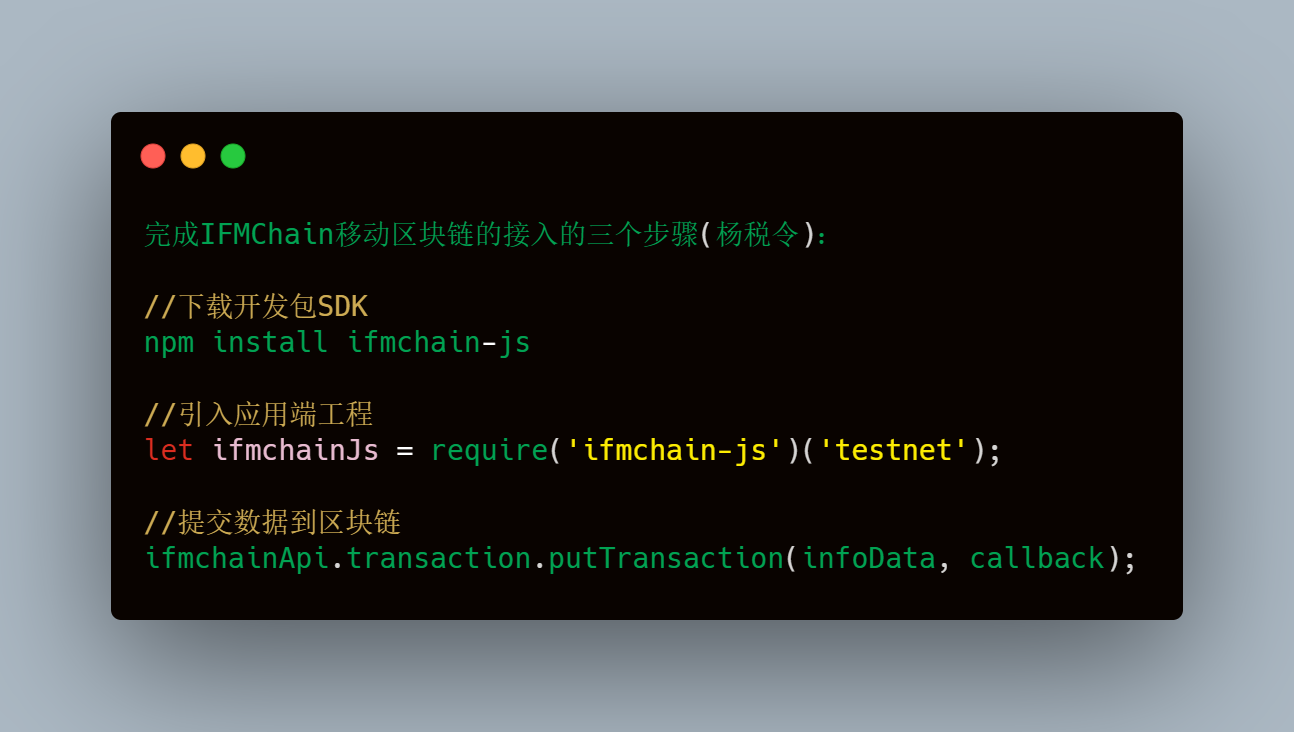 完成IFMChain移动区块链的接入的三个步骤(杨税令)：
//下载开发包SDK
npm install ifmchain-js
//引入应用端工程
let ifmchainJs = require('ifmchain-js')('testnet');
//提交数据到区块链
ifmchainApi.transaction.putTransaction(infoData, callback);